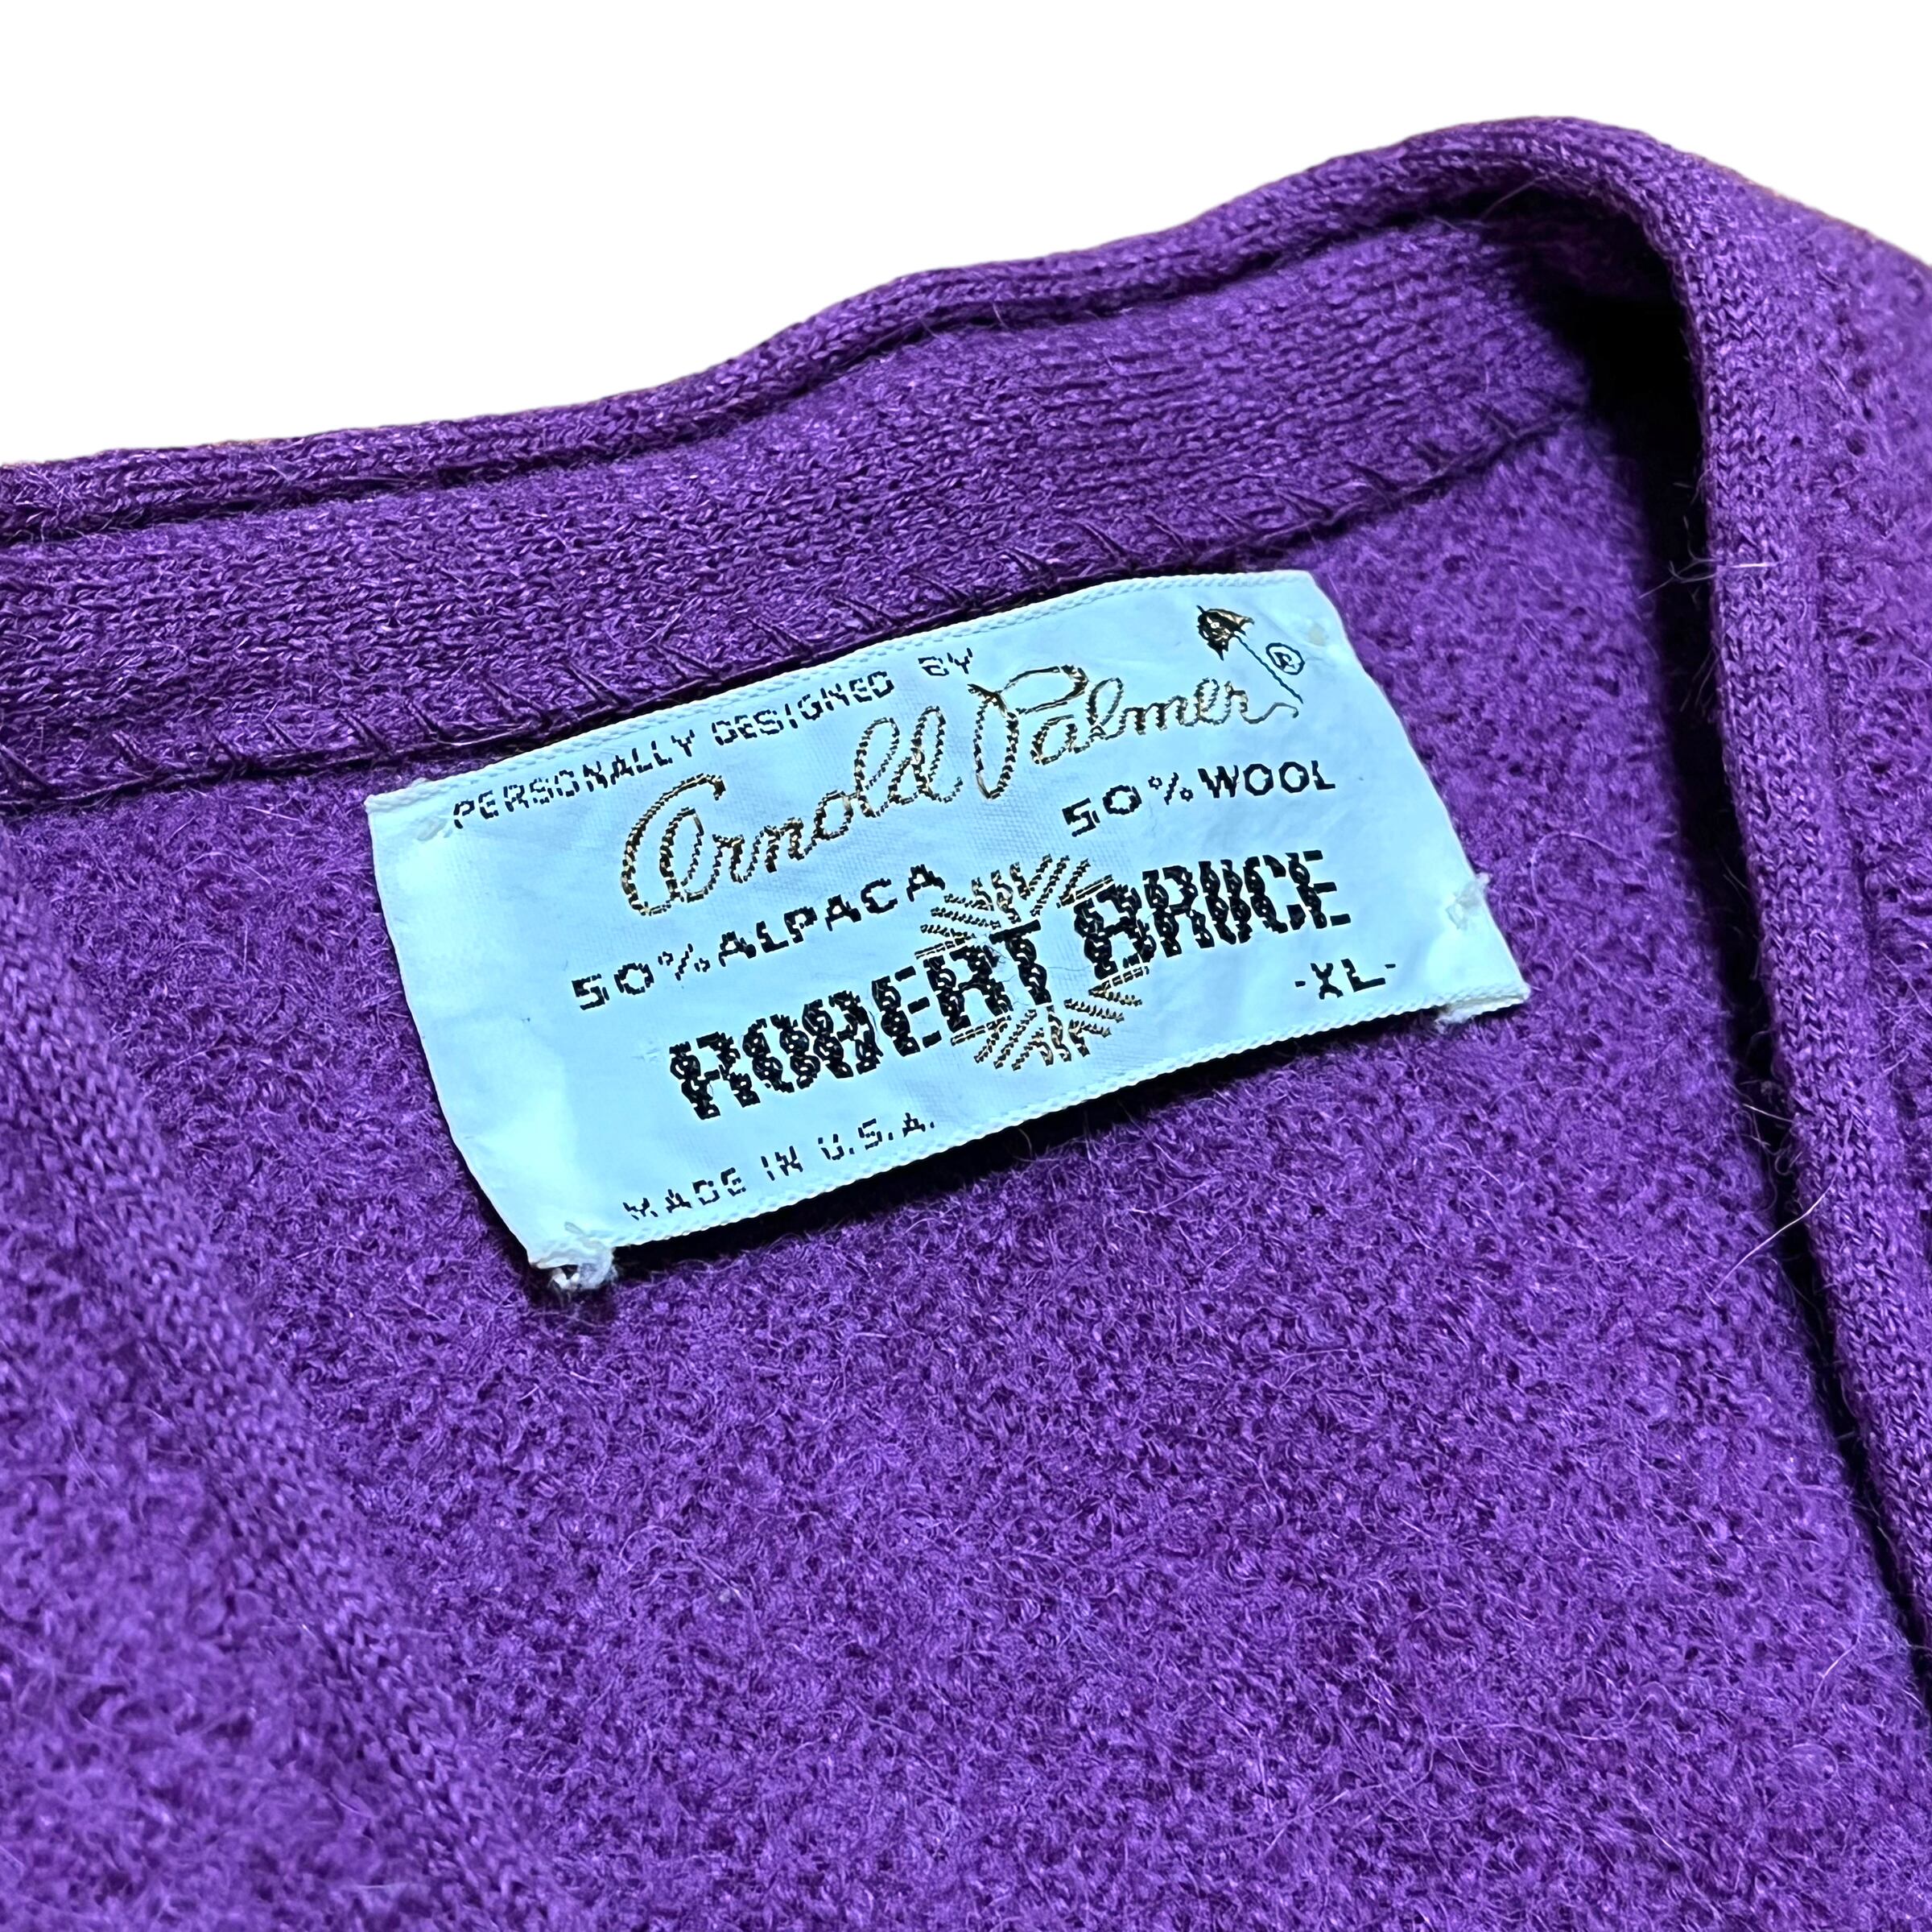 PERSONALLY DESIGNED BY
Arnold Palmer ®
50% ALPACA 50% WOOL
ROBERT BRUCE
-XL-
MADE IN U.S.A.